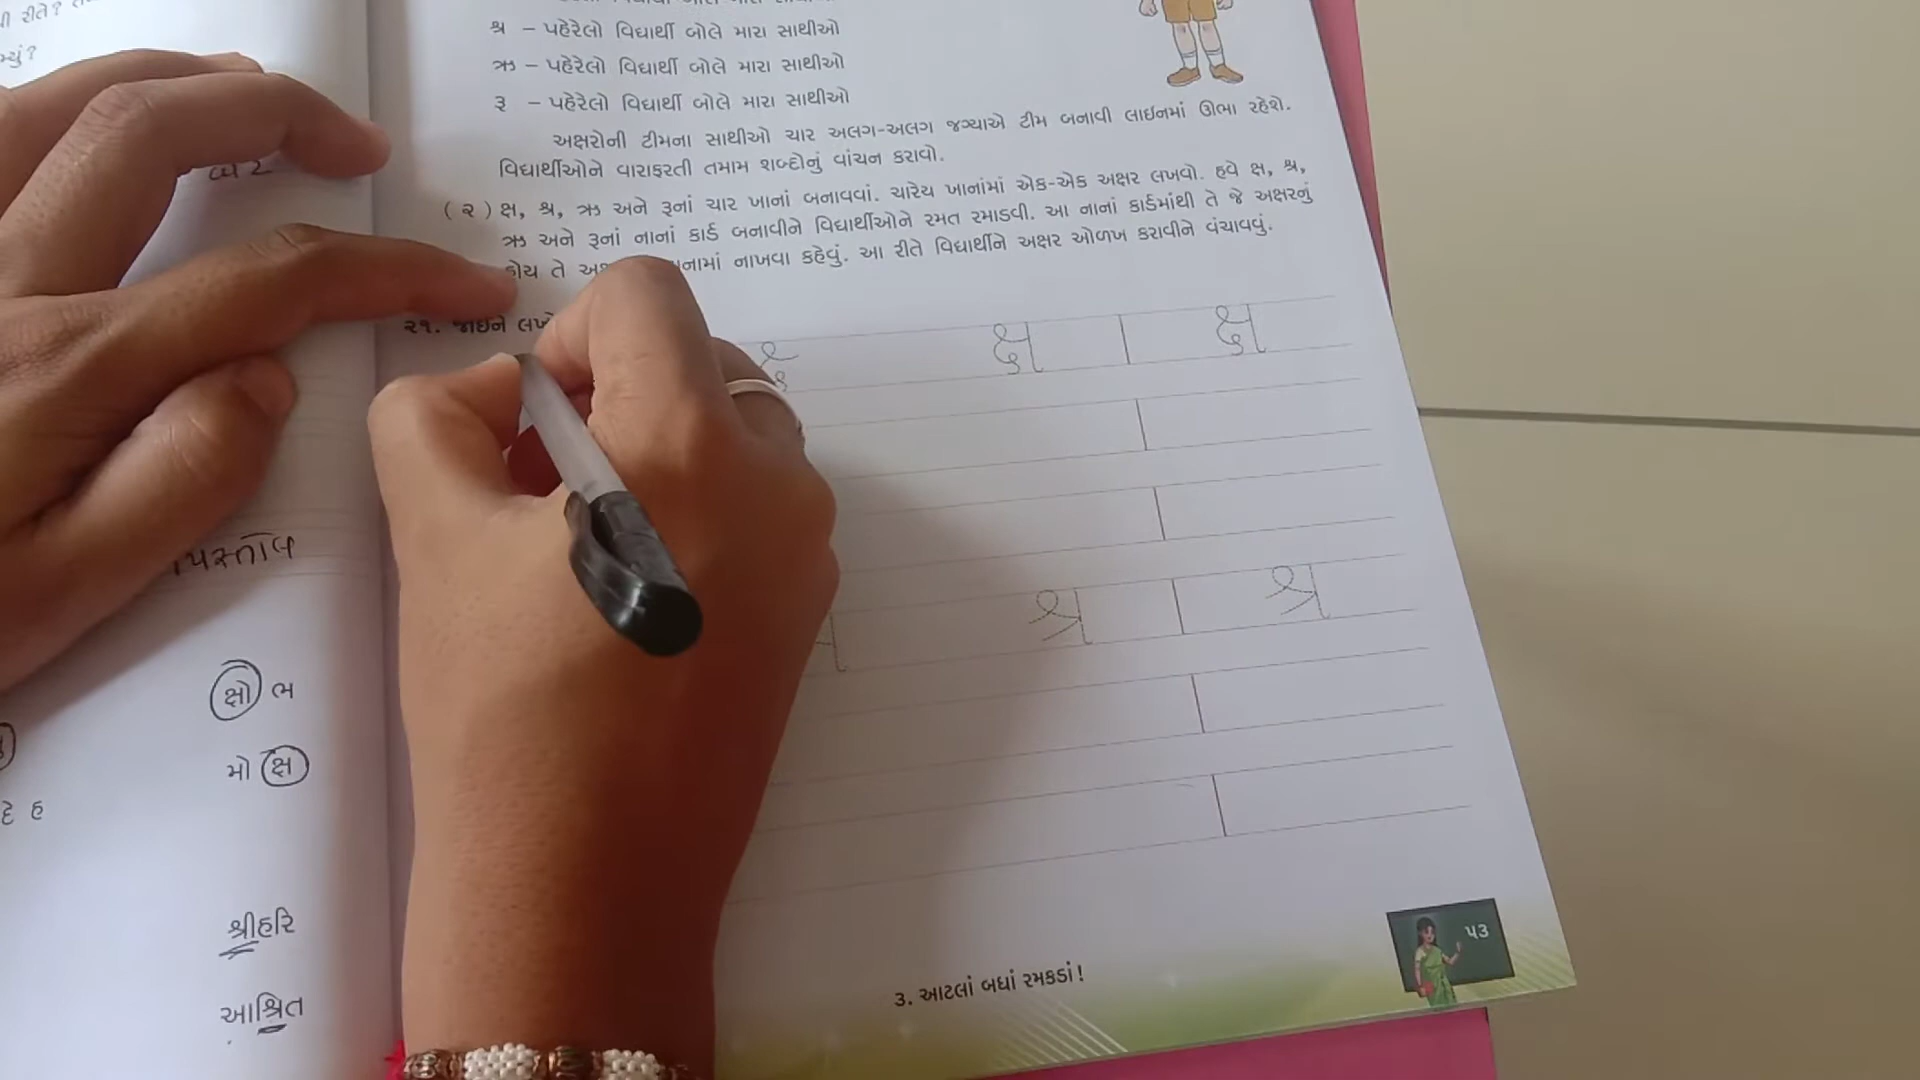 રીતે?
શ્ર – પહેરેલો વિદ્યાર્થી બોલે મારા સાથીઓ
ઋ – પહેરેલો વિદ્યાર્થી બોલે મારા સાથીઓ
રૂ – પહેરેલો વિદ્યાર્થી બોલે મારા સાથીઓ
અક્ષરોની ટીમના સાથીઓ ચાર અલગ-અલગ જગ્યાએ ટીમ બનાવી લાઇનમાં ઊભા રહેશે.
વિદ્યાર્થીઓને વારાફરતી તમામ શબ્દોનું વાંચન કરાવો.
(૨) ક્ષ, શ્ર, ઋ અને રૂનાં ચાર ખાનાં બનાવવાં. ચારેય ખાનાંમાં એક-એક અક્ષર લખવો. હવે ક્ષ, શ્ર,
ઋ અને રૂનાં નાનાં કાર્ડ બનાવીને વિદ્યાર્થીઓને રમત રમાડવી. આ નાનાં કાર્ડમાંથી તે જે અક્ષરનું
હોય તે નાખવા કહેવું. આ રીતે વિદ્યાર્થીને અક્ષર ઓળખ કરાવીને વંચાવવું.
૨૧. જોઇને
ક્ષ ક્ષ
શ્ર શ્ર
ક્ષો ભ
મો ક્ષ
દે હ
શ્રીહરિ
આશ્રિત
૩. આટલાં બધાં રમકડાં!
૫૩